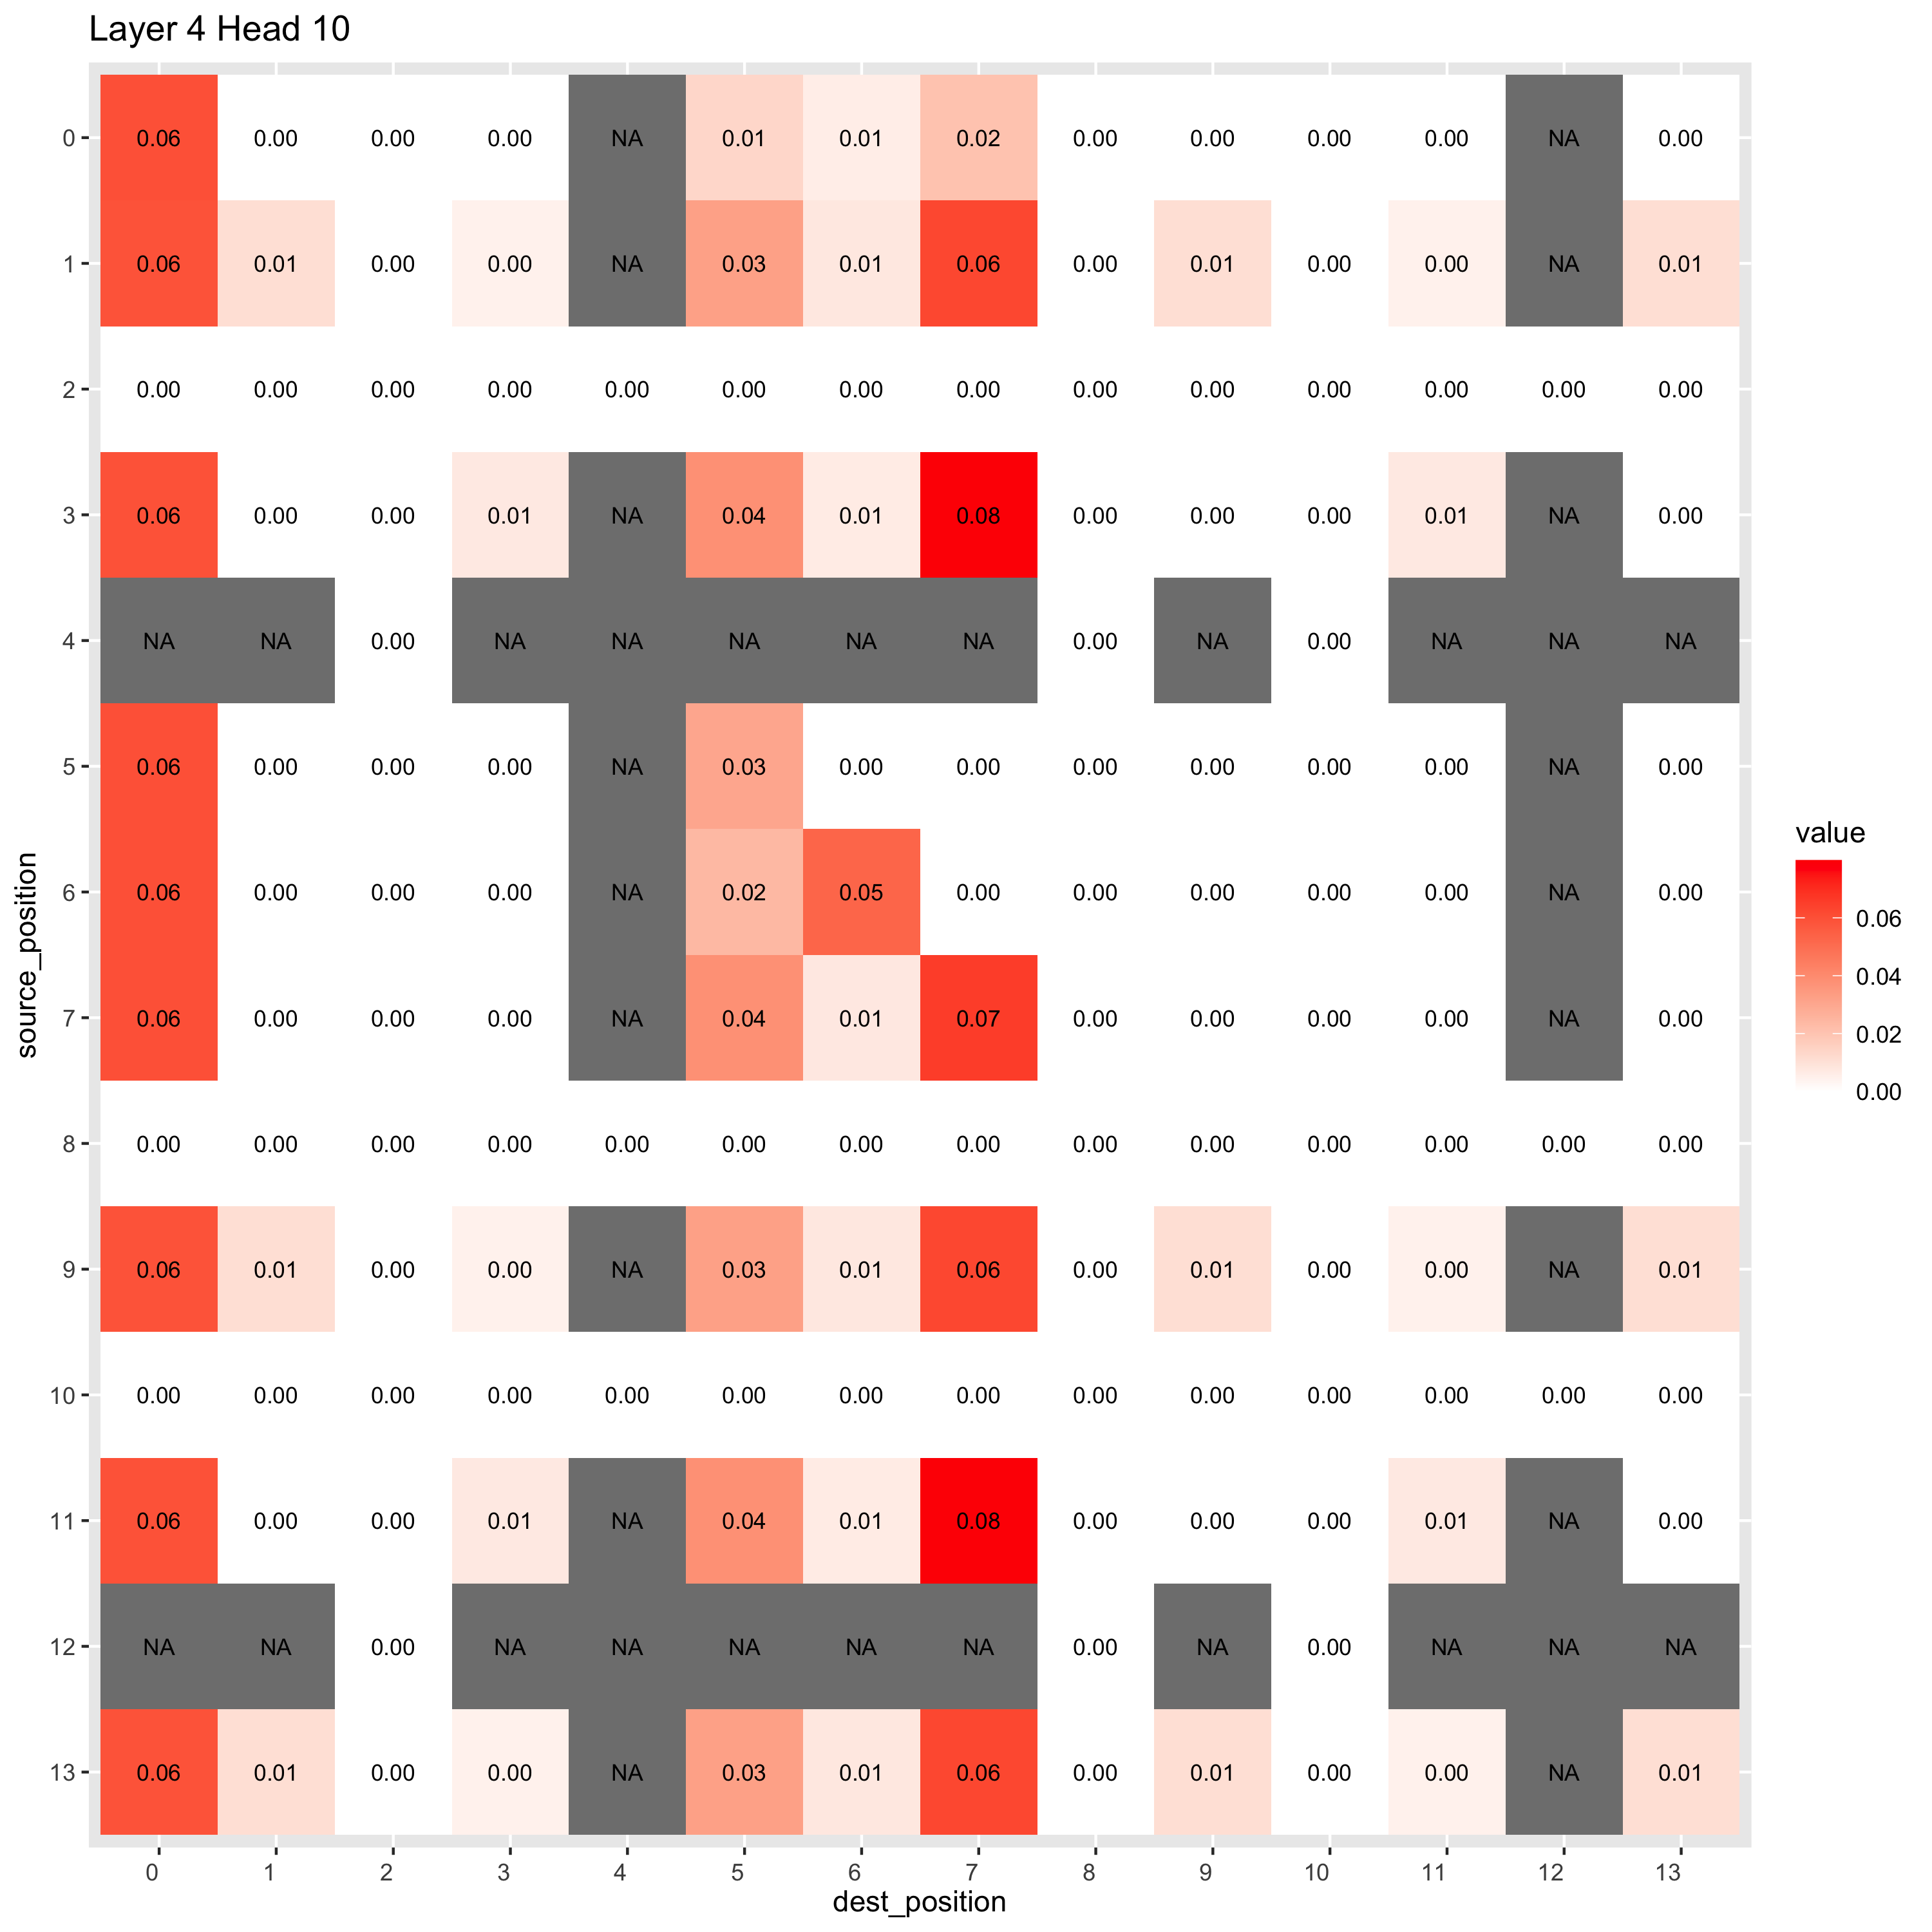 Layer 4 Head 10
0 0.06 0.00 0.00 0.00 NA 0.01 0.01 0.02 0.00 0.00 0.00 0.00 NA 0.00
1 0.06 0.01 0.00 0.00 NA 0.03 0.01 0.06 0.00 0.01 0.00 0.00 NA 0.01
2 0.00 0.00 0.00 0.00 0.00 0.00 0.00 0.00 0.00 0.00 0.00 0.00 0.00 0.00
3 0.06 0.00 0.00 0.01 NA 0.04 0.01 0.08 0.00 0.00 0.00 0.01 NA 0.00
4 NA NA 0.00 NA NA NA NA NA 0.00 NA 0.00 NA NA NA
5 0.06 0.00 0.00 0.00 NA 0.03 0.00 0.00 0.00 0.00 0.00 0.00 NA 0.00
6 0.06 0.00 0.00 0.00 NA 0.02 0.05 0.00 0.00 0.00 0.00 0.00 NA 0.00
7 0.06 0.00 0.00 0.00 NA 0.04 0.01 0.07 0.00 0.00 0.00 0.00 NA 0.00
8 0.00 0.00 0.00 0.00 0.00 0.00 0.00 0.00 0.00 0.00 0.00 0.00 0.00 0.00
9 0.06 0.01 0.00 0.00 NA 0.03 0.01 0.06 0.00 0.01 0.00 0.00 NA 0.01
10 0.00 0.00 0.00 0.00 0.00 0.00 0.00 0.00 0.00 0.00 0.00 0.00 0.00 0.00
11 0.06 0.00 0.00 0.01 NA 0.04 0.01 0.08 0.00 0.00 0.00 0.01 NA 0.00
12 NA NA 0.00 NA NA NA NA NA 0.00 NA 0.00 NA NA NA
13 0.06 0.01 0.00 0.00 NA 0.03 0.01 0.06 0.00 0.01 0.00 0.00 NA 0.01
0 1 2 3 4 5 6 7 8 9 10 11 12 13
dest_position
source_position
value
0.06
0.04
0.02
0.00